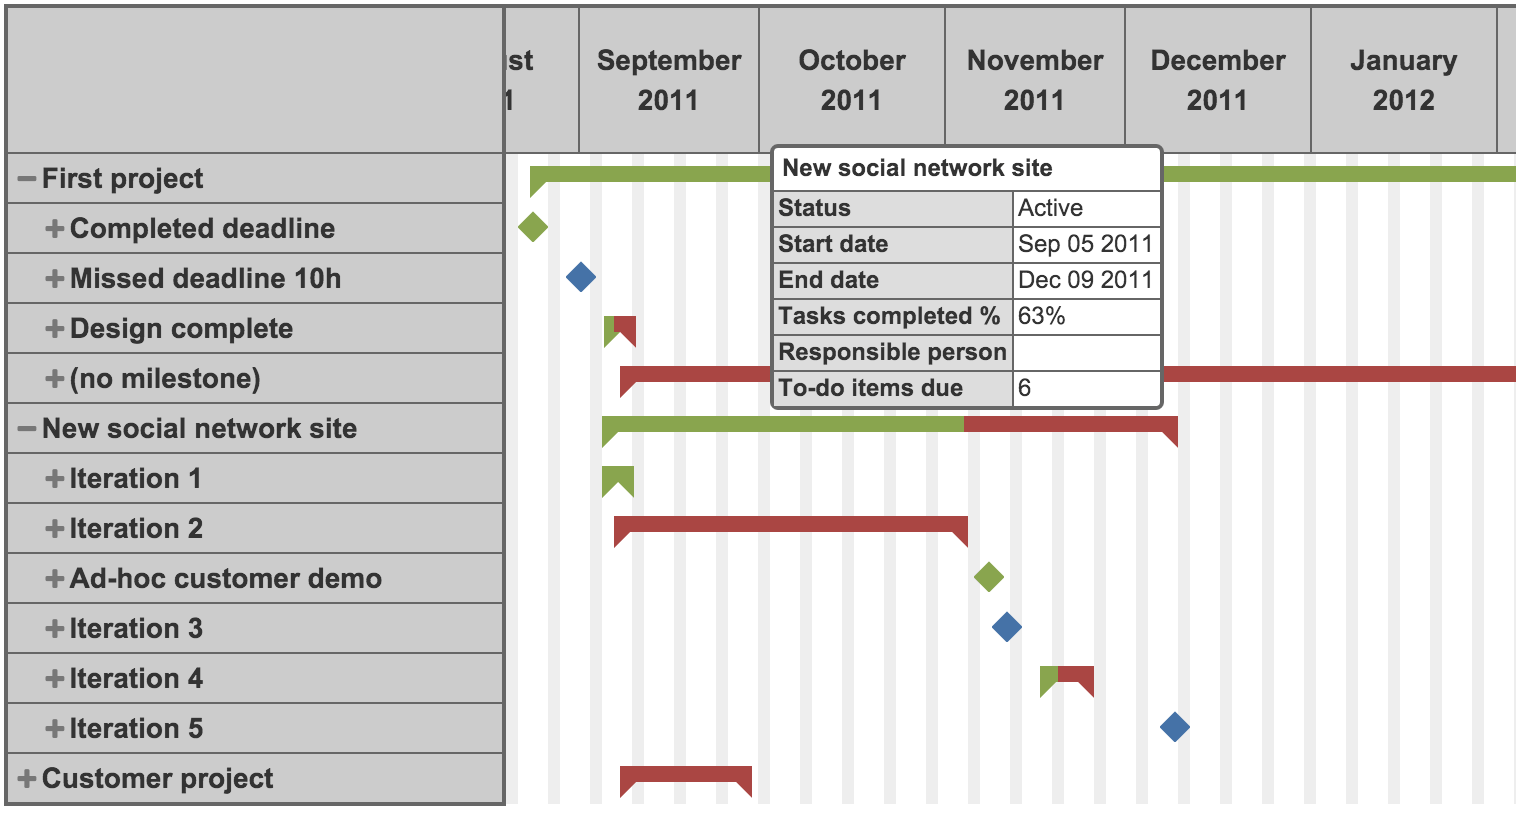 st
September
2011
October
2011
November
2011
December
2011
January
2012
First project
Completed deadline
Missed deadline 10h
Design complete
(no milestone)
New social network site
Iteration 1
Iteration 2
Ad-hoc customer demo
Iteration 3
Iteration 4
Iteration 5
Customer project
New social network site
Status Active
Start date Sep 05 2011
End date Dec 09 2011
Tasks completed % 63%
Responsible person
To-do items due 6